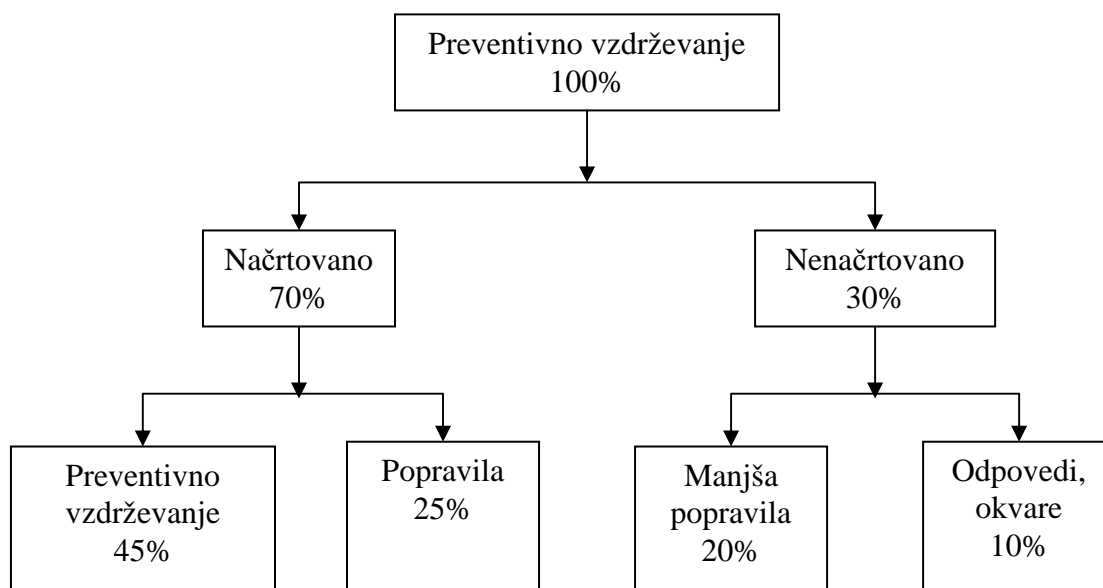 Preventivno vzdrževanje
100%
Načrtovano
70%
Nenačrtovano
30%
Preventivno
vzdrževanje
45%
Popravila
25%
Manjša
popravila
20%
Odpovedi,
okvare
10%